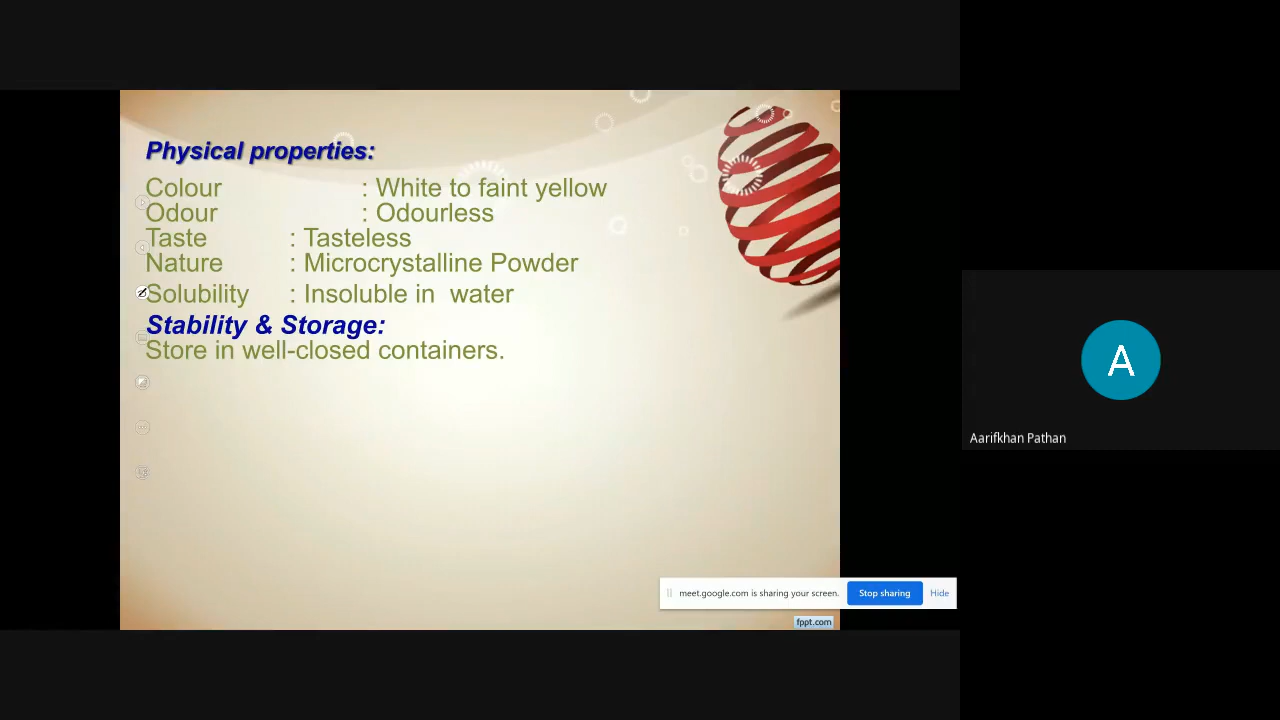 Physical properties:
Colour : White to faint yellow
Odour : Odourless
Taste : Tasteless
Nature : Microcrystalline Powder
Solubility : Insoluble in water
Stability & Storage:
Store in well-closed containers.
A
Aarifkhan Pathan
meet.google.com is sharing your screen. Stop sharing Hide
fppt.com